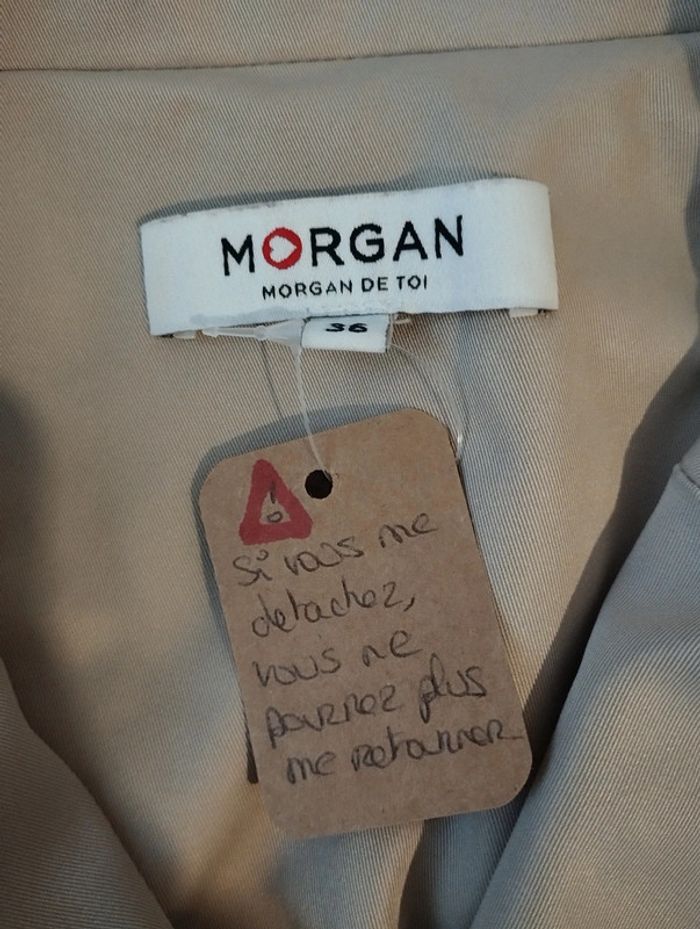 MORGAN
MORGAN DE TOI
36
!
Si vous me
detachez,
vous ne
pourrez plus
me retourner